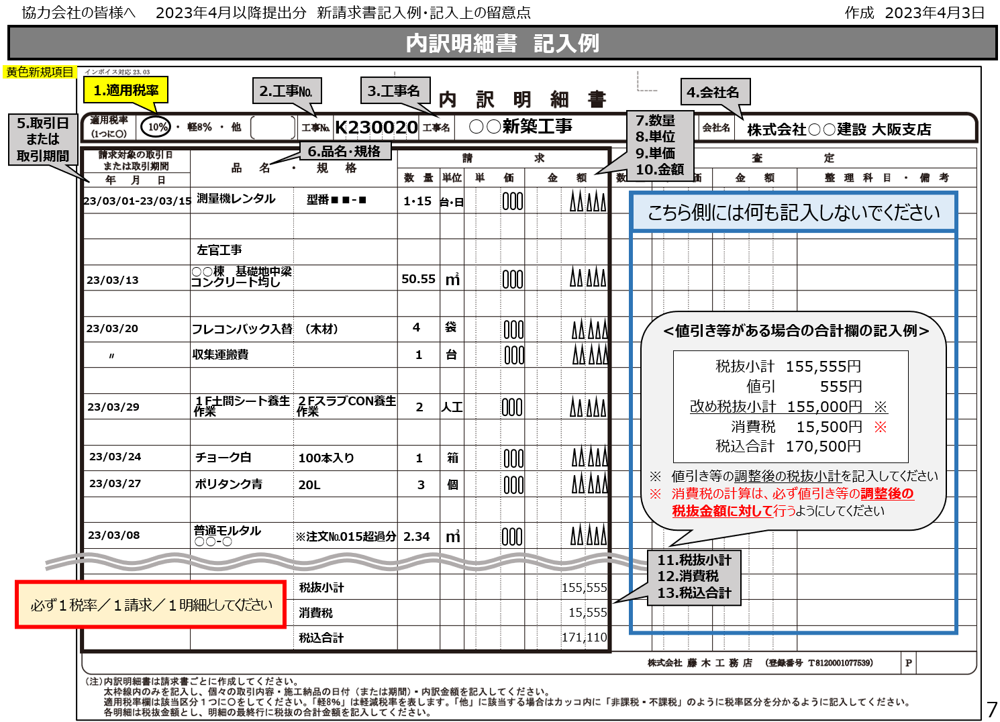 協力会社の皆様へ　2023年4月以降提出分　新請求書記入例・記入上の留意点
作成　2023年4月3日
内訳明細書　記入例
黄色新規項目
インボイス対応 23.03
1.適用税率
2.工事№
3.工事名
4.会社名
内 訳 明 細 書
5.取引日
または
取引期間
適用税率
(1つに〇)
10%・ 軽8% ・ 他
工事№
K230020
工事名
○○新築工事
会社名
株式会社○○建設 大阪支店
6.品名・規格
7.数量
8.単位
9.単価
10.金額
請求対象の取引日
または取引期間
年　月　日
品　名　・　規　格
請　求
数 量　単位　単　価　金　額
査　定
数　価　金　額　整 理 科 目 ・ 備 考
23/03/01-23/03/15　測量機レンタル　型番■■-■　1・15　台・日　000　△△△△△
こちら側には何も記入しないでください
左官工事
23/03/13　○○棟　基礎地中梁　50.55　㎡　000　△△△△△
コンクリート均し
23/03/20　フレコンバック入替　（木材）　4　袋　000　△△△△△
〃　収集運搬費　1　台　000　△△△△△
23/03/29　１F土間シート養生　２FスラブCON養生　2　人工　000　△△△△△
作業　作業
23/03/24　チョーク白　100本入り　1　箱　000　△△△△△
23/03/27　ポリタンク青　20L　3　個　000　△△△△△
23/03/08　普通モルタル　※注文№015超過分　2.34　㎥　000　△△△△△
○○-○
<値引き等がある場合の合計欄の記入例>
税抜小計　155,555円
値引　555円
改め税抜小計　155,000円　※
消費税　15,500円　※
税込合計　170,500円
※　値引き等の調整後の税抜小計を記入してください
※　消費税の計算は、必ず値引き等の調整後の
税抜金額に対して行うようにしてください
11.税抜小計
12.消費税
13.税込合計
必ず１税率／１請求／１明細としてください
税抜小計　155,555
消費税　15,555
税込合計　171,110
株式会社 藤 木 工 務 店　（登録番号 T8120001077539）　P
(注)内訳明細書は請求書ごとに作成してください。
太枠線内のみを記入し、個々の取引内容・施工納品の日付（または期間）・内訳金額を記入してください。
適用税率欄は該当区分１つに〇をしてください。「軽8%」は軽減税率を表します。「他」に該当する場合はカッコ内に「非課税・不課税」のように税率区分を分かるように記入してください。
各明細は税抜金額とし、明細の最終行に税抜の合計金額を記入してください。
7